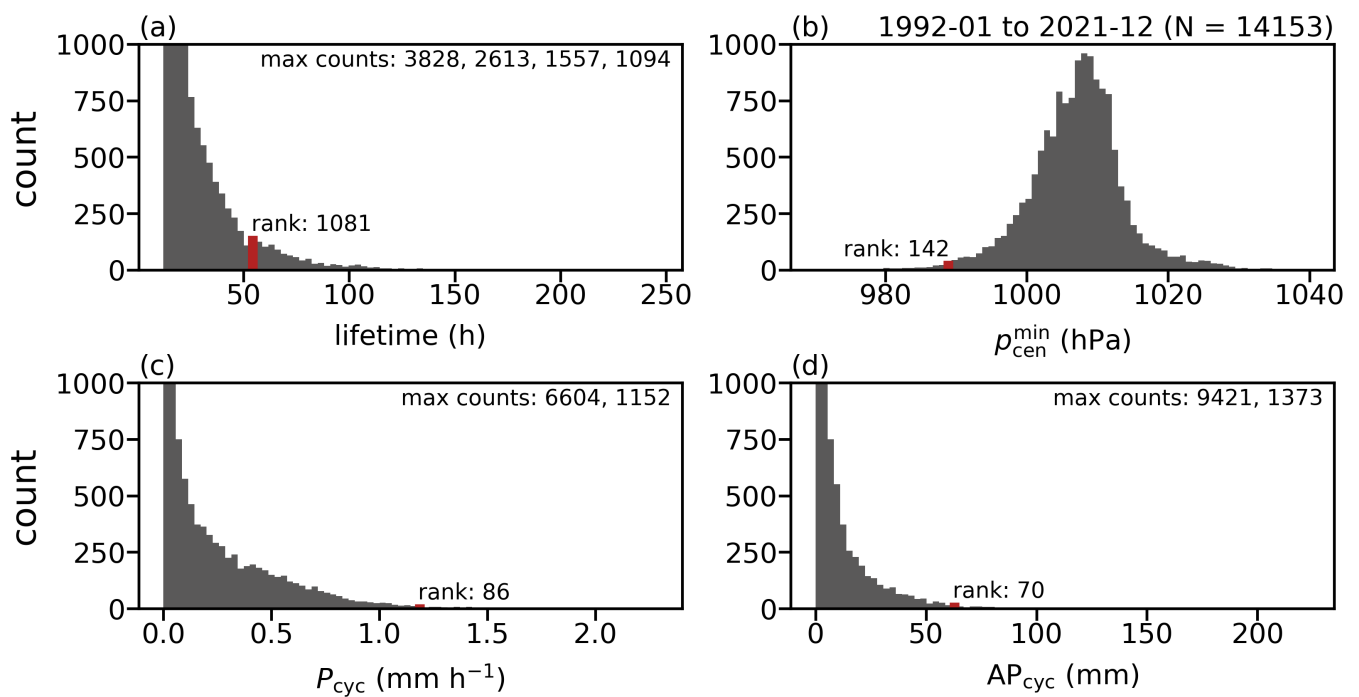 (a)
max counts: 3828, 2613, 1557, 1094
1000
750
500
250
0
count
rank: 1081
50 100 150 200 250
lifetime (h)
(b) 1992-01 to 2021-12 (N = 14153)
1000
750
500
250
0
rank: 142
980 1000 1020 1040
p_cen^min (hPa)
(c)
max counts: 6604, 1152
1000
750
500
250
0
count
rank: 86
0.0 0.5 1.0 1.5 2.0
P_cyc (mm h⁻¹)
(d)
max counts: 9421, 1373
1000
750
500
250
0
rank: 70
0 50 100 150 200
AP_cyc (mm)